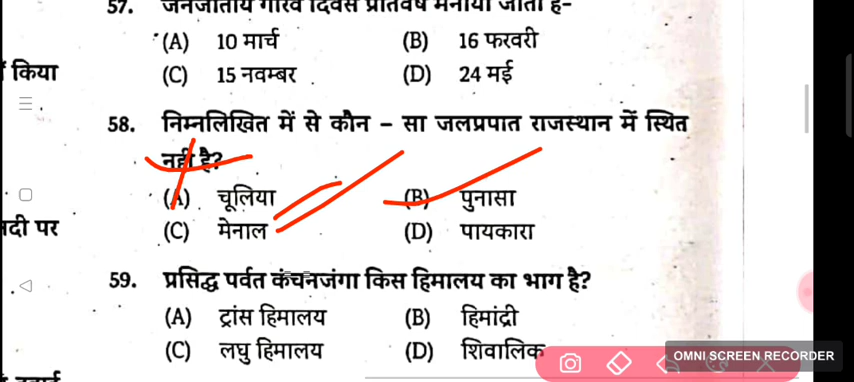 57. जनजातीय गौरव दिवस प्रतिवर्ष मनाया जाता है-
(A) 10 मार्च (B) 16 फरवरी
किया
(C) 15 नवम्बर (D) 24 मई
58. निम्नलिखित में से कौन - सा जलप्रपात राजस्थान में स्थित
नहीं है?
(A) चूलिया (B) पुनासा
नदी पर
(C) मेनाल (D) पायकारा
59. प्रसिद्ध पर्वत कंचनजंगा किस हिमालय का भाग है?
(A) ट्रांस हिमालय (B) हिमांद्री
(C) लघु हिमालय (D) शिवालिक
OMNI SCREEN RECORDER